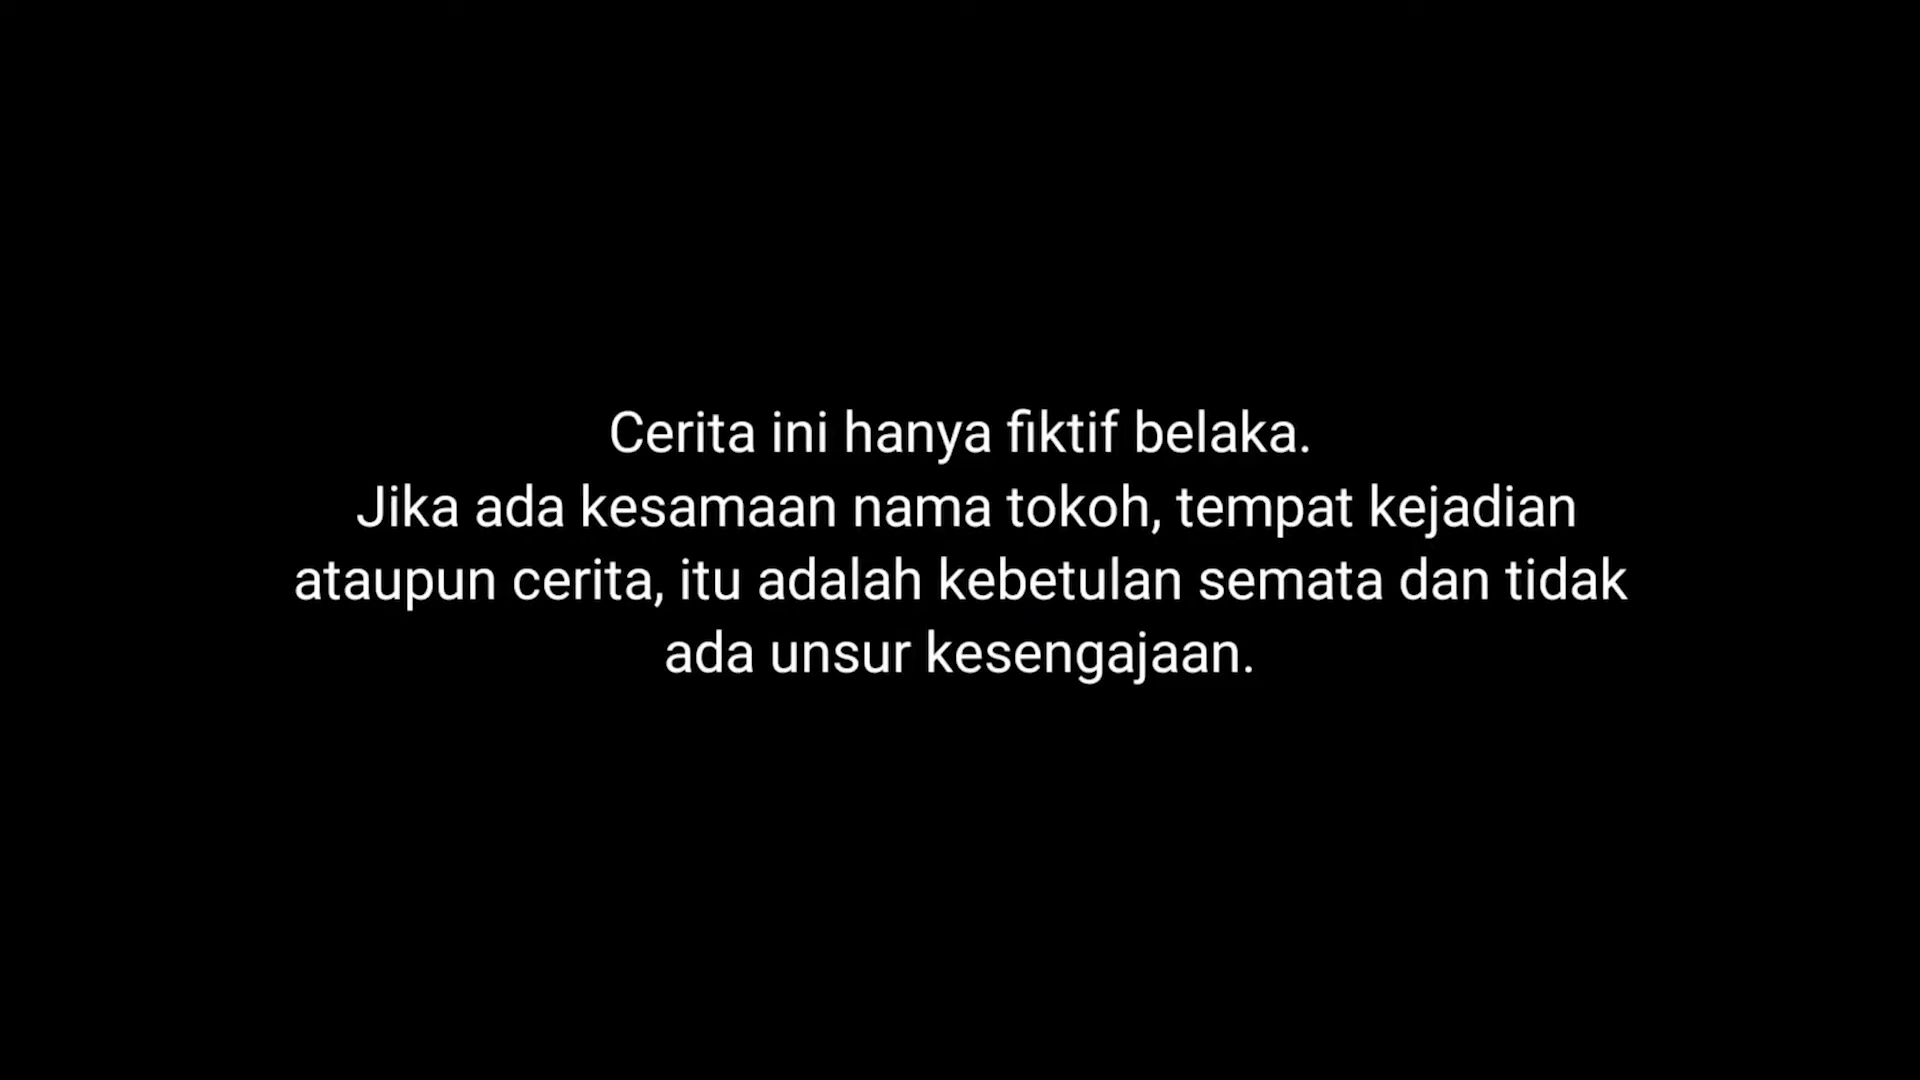 Cerita ini hanya fiktif belaka.
Jika ada kesamaan nama tokoh, tempat kejadian
ataupun cerita, itu adalah kebetulan semata dan tidak
ada unsur kesengajaan.